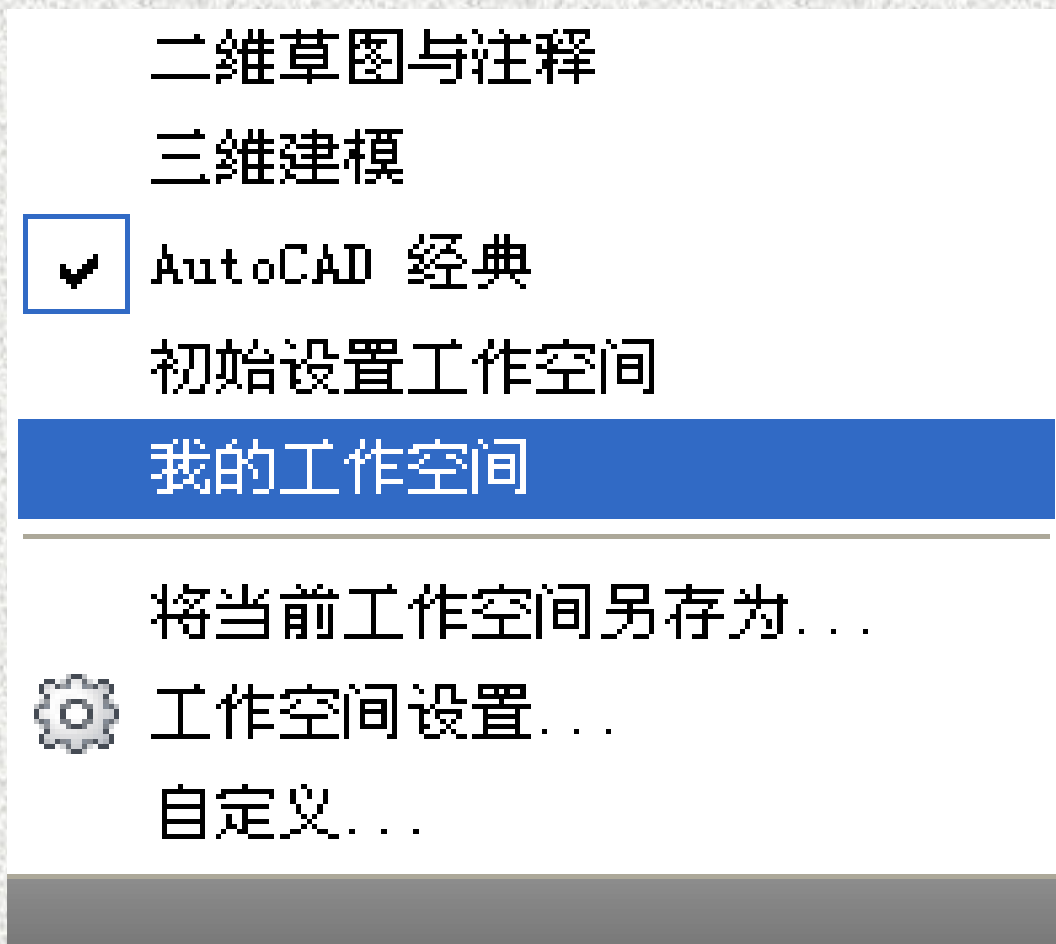 二维草图与注释
三维建模
AutoCAD 经典
初始设置工作空间
我的工作空间
将当前工作空间另存为...
工作空间设置...
自定义...